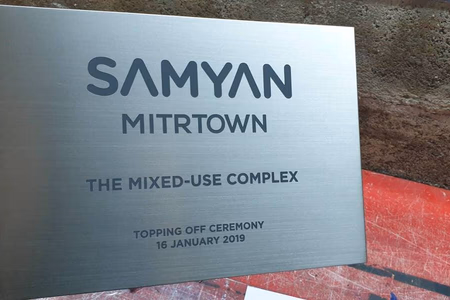 SAMYAN
MITRTOWN
THE MIXED-USE COMPLEX
TOPPING OFF CEREMONY
16 JANUARY 2019